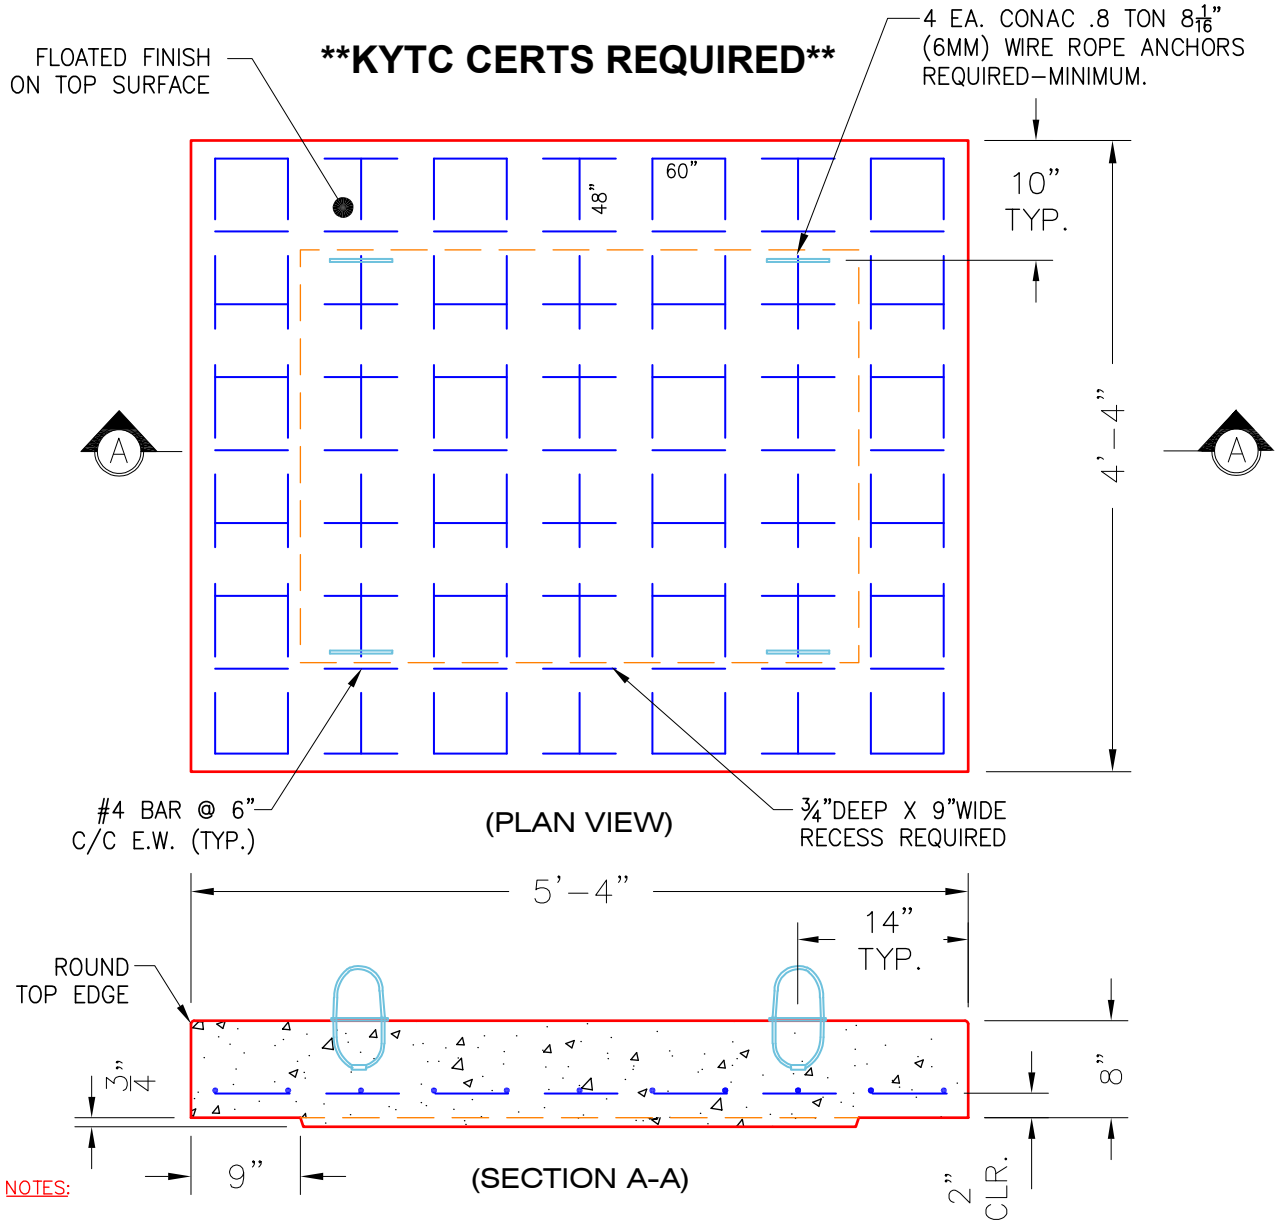 FLOATED FINISH
ON TOP SURFACE
**KYTC CERTS REQUIRED**
4 EA. CONAC .8 TON 8 1/16"
(6MM) WIRE ROPE ANCHORS
REQUIRED-MINIMUM.
60"
48"
10"
TYP.
4'-4"
A
A
#4 BAR @ 6"
C/C E.W. (TYP.)
(PLAN VIEW)
3/4"DEEP X 9"WIDE
RECESS REQUIRED
5'-4"
14"
TYP.
ROUND
TOP EDGE
3/4"
8"
9"
(SECTION A-A)
2"
CLR.
NOTES: